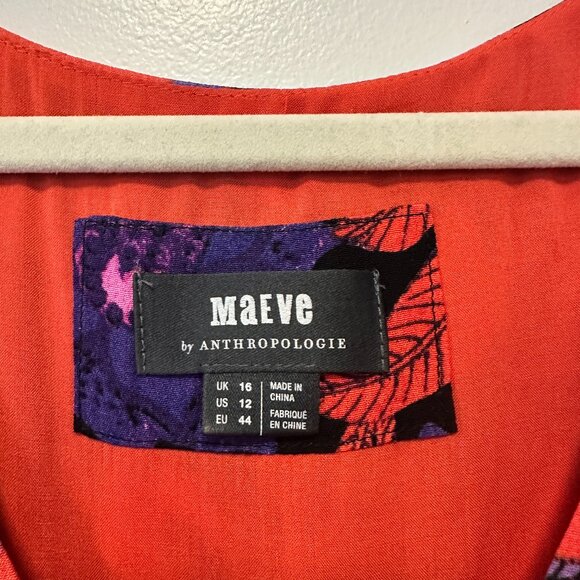 MaEVe
by ANTHROPOLOGIE
UK 16
US 12
EU 44
MADE IN
CHINA
FABRIQUÉ
EN CHINE